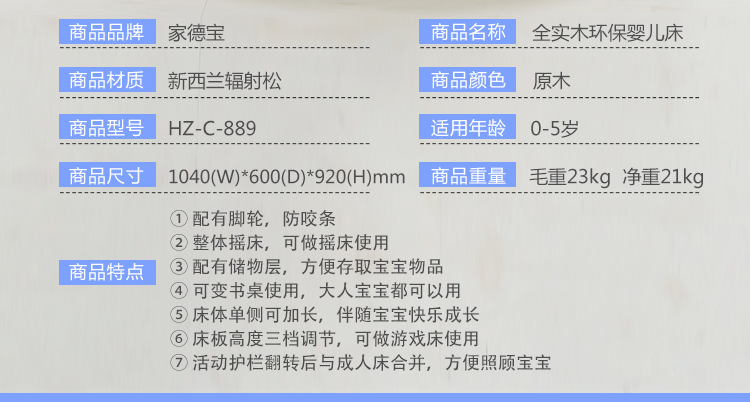 商品品牌 家德宝 商品名称 全实木环保婴儿床
商品材质 新西兰辐射松 商品颜色 原木
商品型号 HZ-C-889 适用年龄 0-5岁
商品尺寸 1040(W)*600(D)*920(H)mm 商品重量 毛重23kg 净重21kg
商品特点
① 配有脚轮，防咬条
② 整体摇床，可做摇床使用
③ 配有储物层，方便存取宝宝物品
④ 可变书桌使用，大人宝宝都可以用
⑤ 床体单侧可加长，伴随宝宝快乐成长
⑥ 床板高度三档调节，可做游戏床使用
⑦ 活动护栏翻转后与成人床合并，方便照顾宝宝